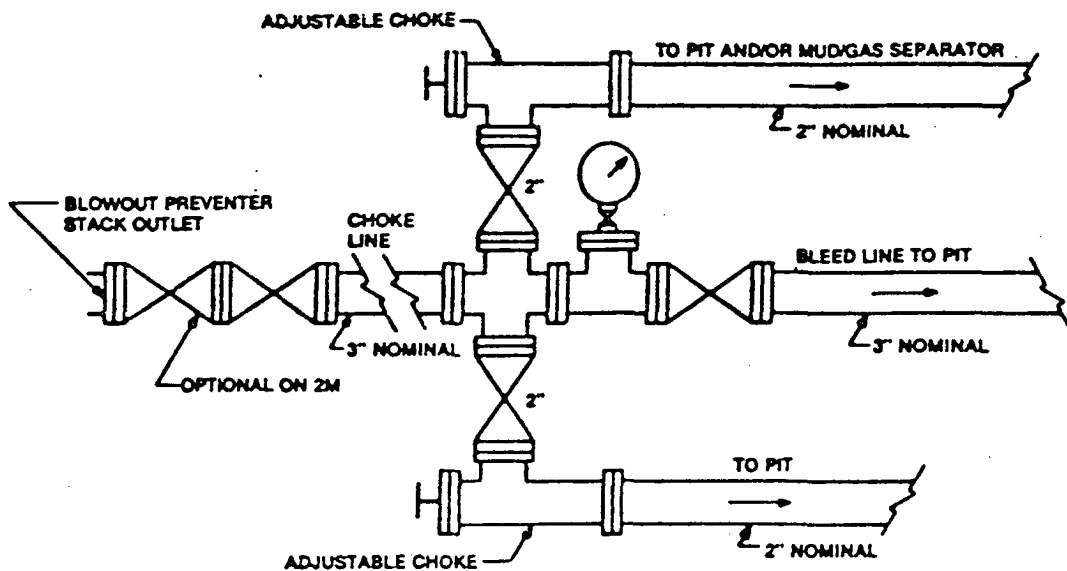 ADJUSTABLE CHOKE
TO PIT AND/OR MUD/GAS SEPARATOR
2" NOMINAL
2"
BLOWOUT PREVENTER
STACK OUTLET
CHOKE
LINE
BLEED LINE TO PIT
3" NOMINAL
3" NOMINAL
OPTIONAL ON 2M
2"
TO PIT
2" NOMINAL
ADJUSTABLE CHOKE